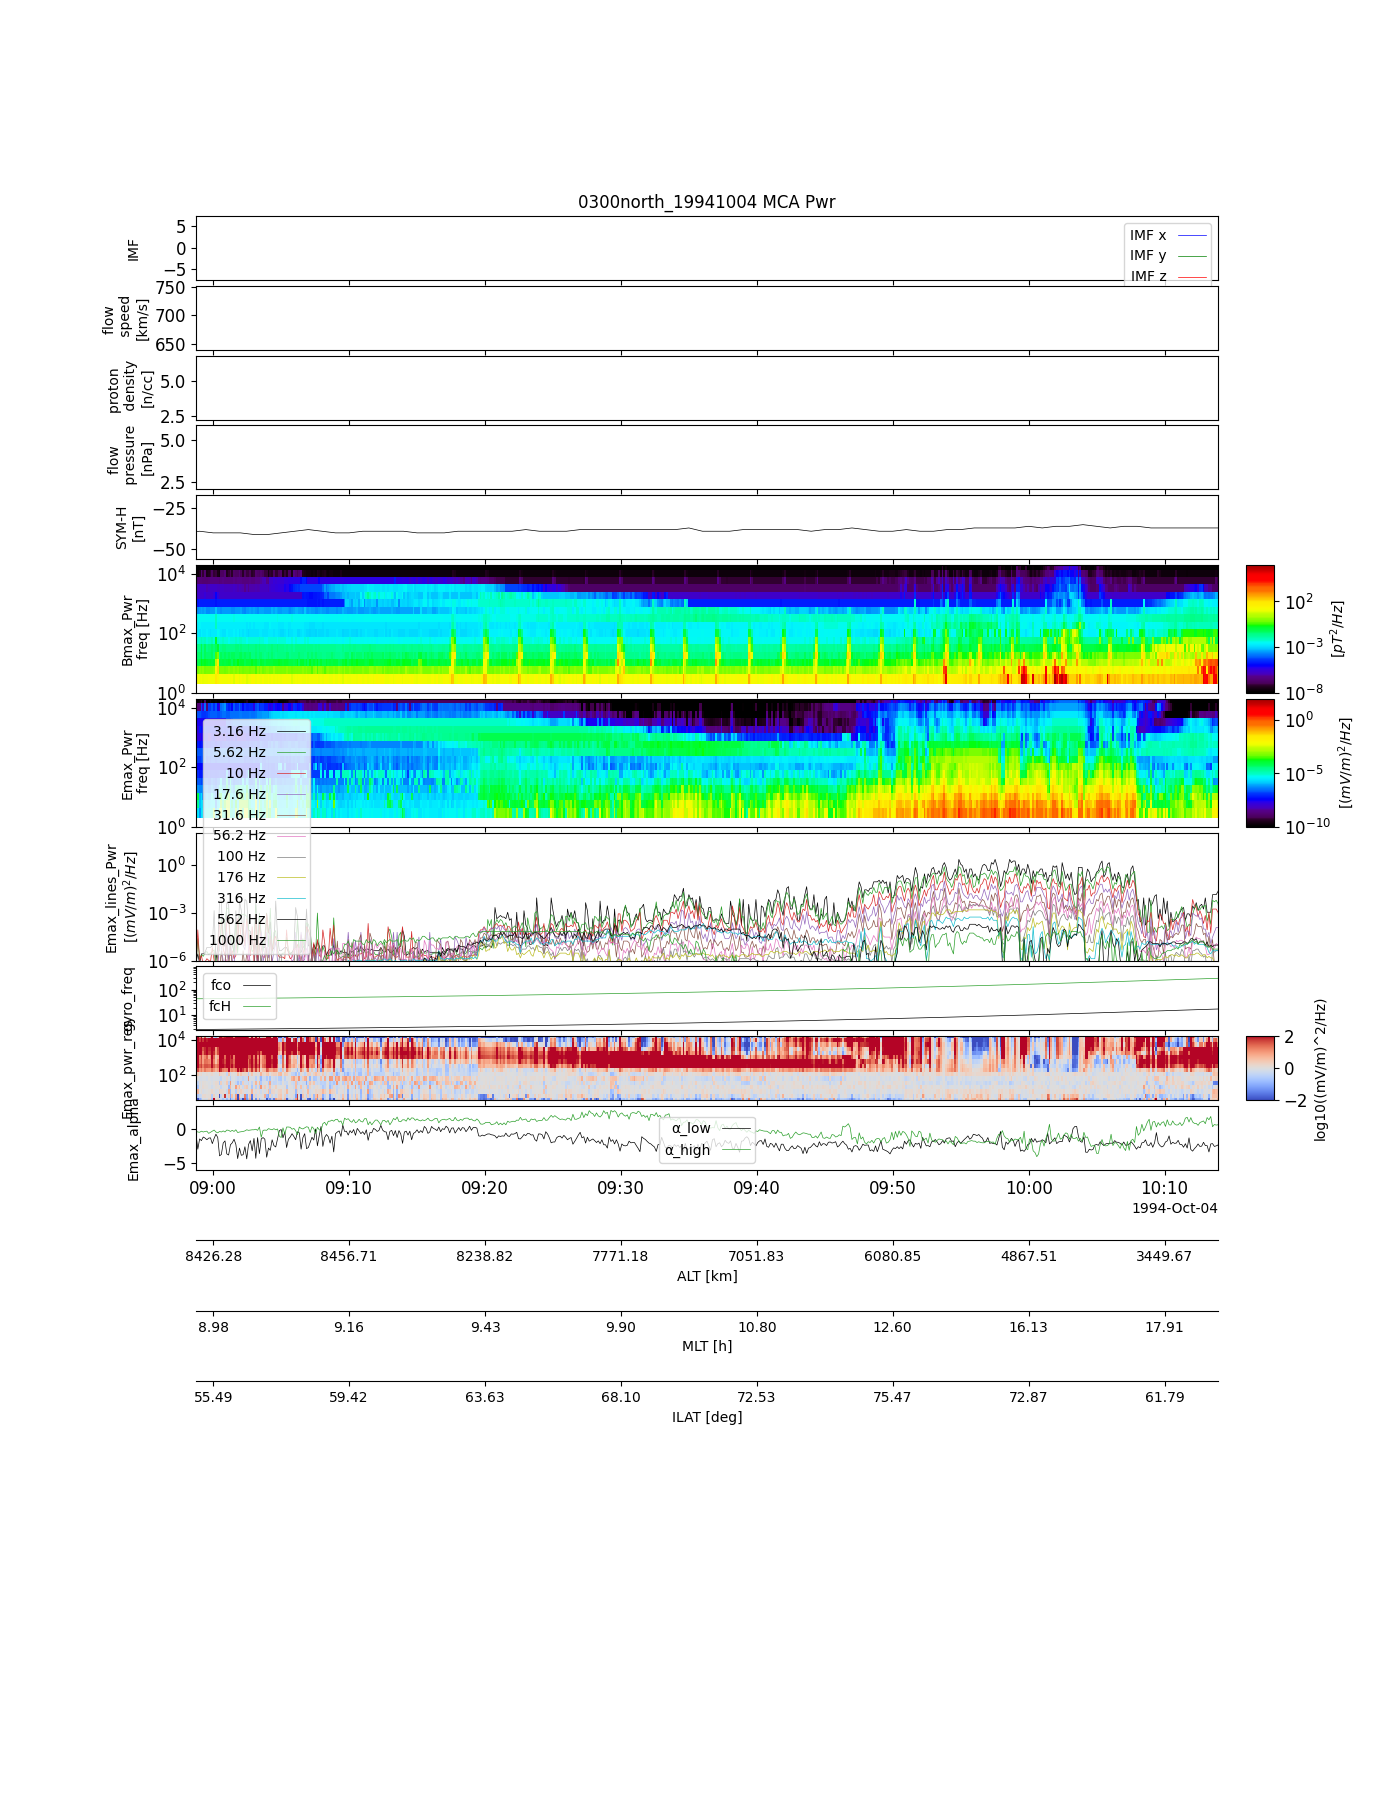 0300north_19941004 MCA Pwr
5
0
−5
IMF
IMF x
IMF y
IMF z
750
700
650
flow
speed
[km/s]
5.0
2.5
proton
density
[n/cc]
5.0
2.5
flow
pressure
[nPa]
−25
−50
SYM-H
[nT]
10^4
10^2
10^0
Bmax_Pwr
freq [Hz]
10^2
10^-3
10^-8
[pT^2/Hz]
10^4
10^2
10^0
Emax_Pwr
freq [Hz]
10^0
10^-5
10^-10
[(mV/m)^2/Hz]
3.16 Hz
5.62 Hz
10 Hz
17.6 Hz
31.6 Hz
56.2 Hz
100 Hz
176 Hz
316 Hz
562 Hz
1000 Hz
10^0
10^-3
10^-6
Emax_lines_Pwr
[(mV/m)^2/Hz]
10^2
10^1
fco
fcH
10^4
10^2
2
0
−2
log10((mV/m)^2/Hz)
0
−5
Emax_alpha
α_low
α_high
09:00 09:10 09:20 09:30 09:40 09:50 10:00 10:10
1994-Oct-04
8426.28 8456.71 8238.82 7771.18 7051.83 6080.85 4867.51 3449.67
ALT [km]
8.98 9.16 9.43 9.90 10.80 12.60 16.13 17.91
MLT [h]
55.49 59.42 63.63 68.10 72.53 75.47 72.87 61.79
ILAT [deg]